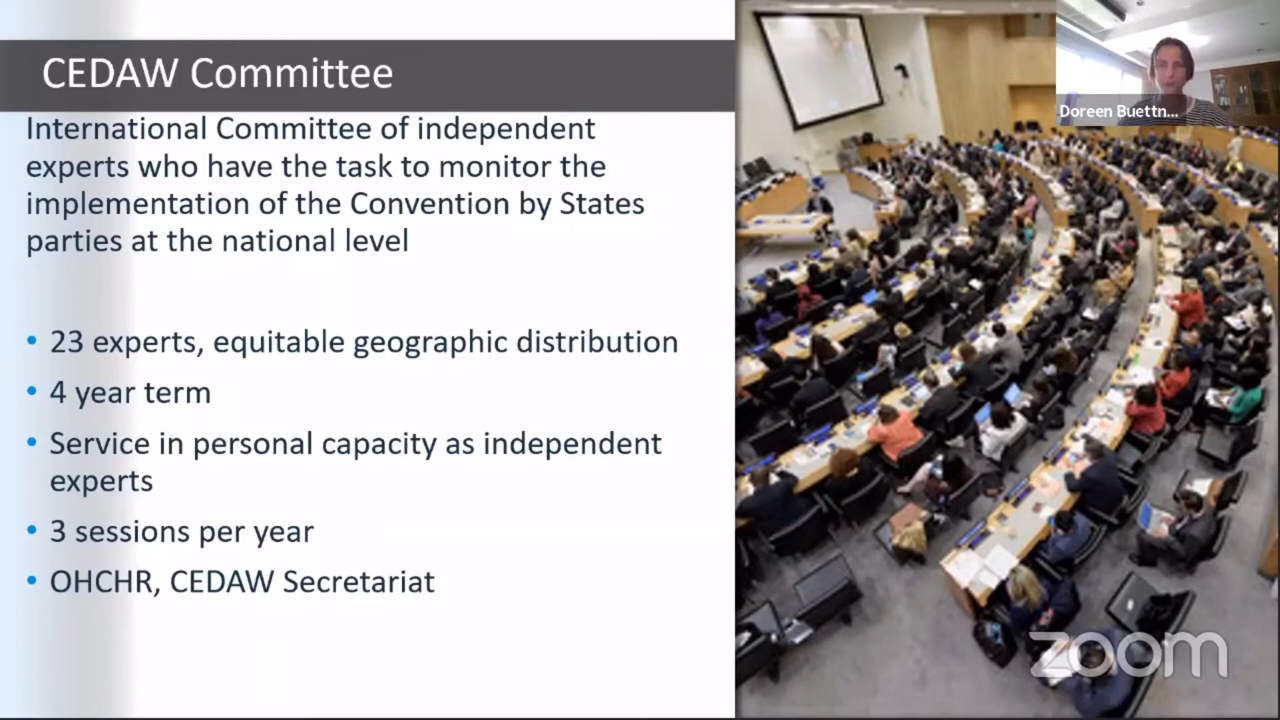 CEDAW Committee
International Committee of independent
experts who have the task to monitor the
implementation of the Convention by States
parties at the national level
• 23 experts, equitable geographic distribution
• 4 year term
• Service in personal capacity as independent
experts
• 3 sessions per year
• OHCHR, CEDAW Secretariat
Doreen Buettn...
zoom